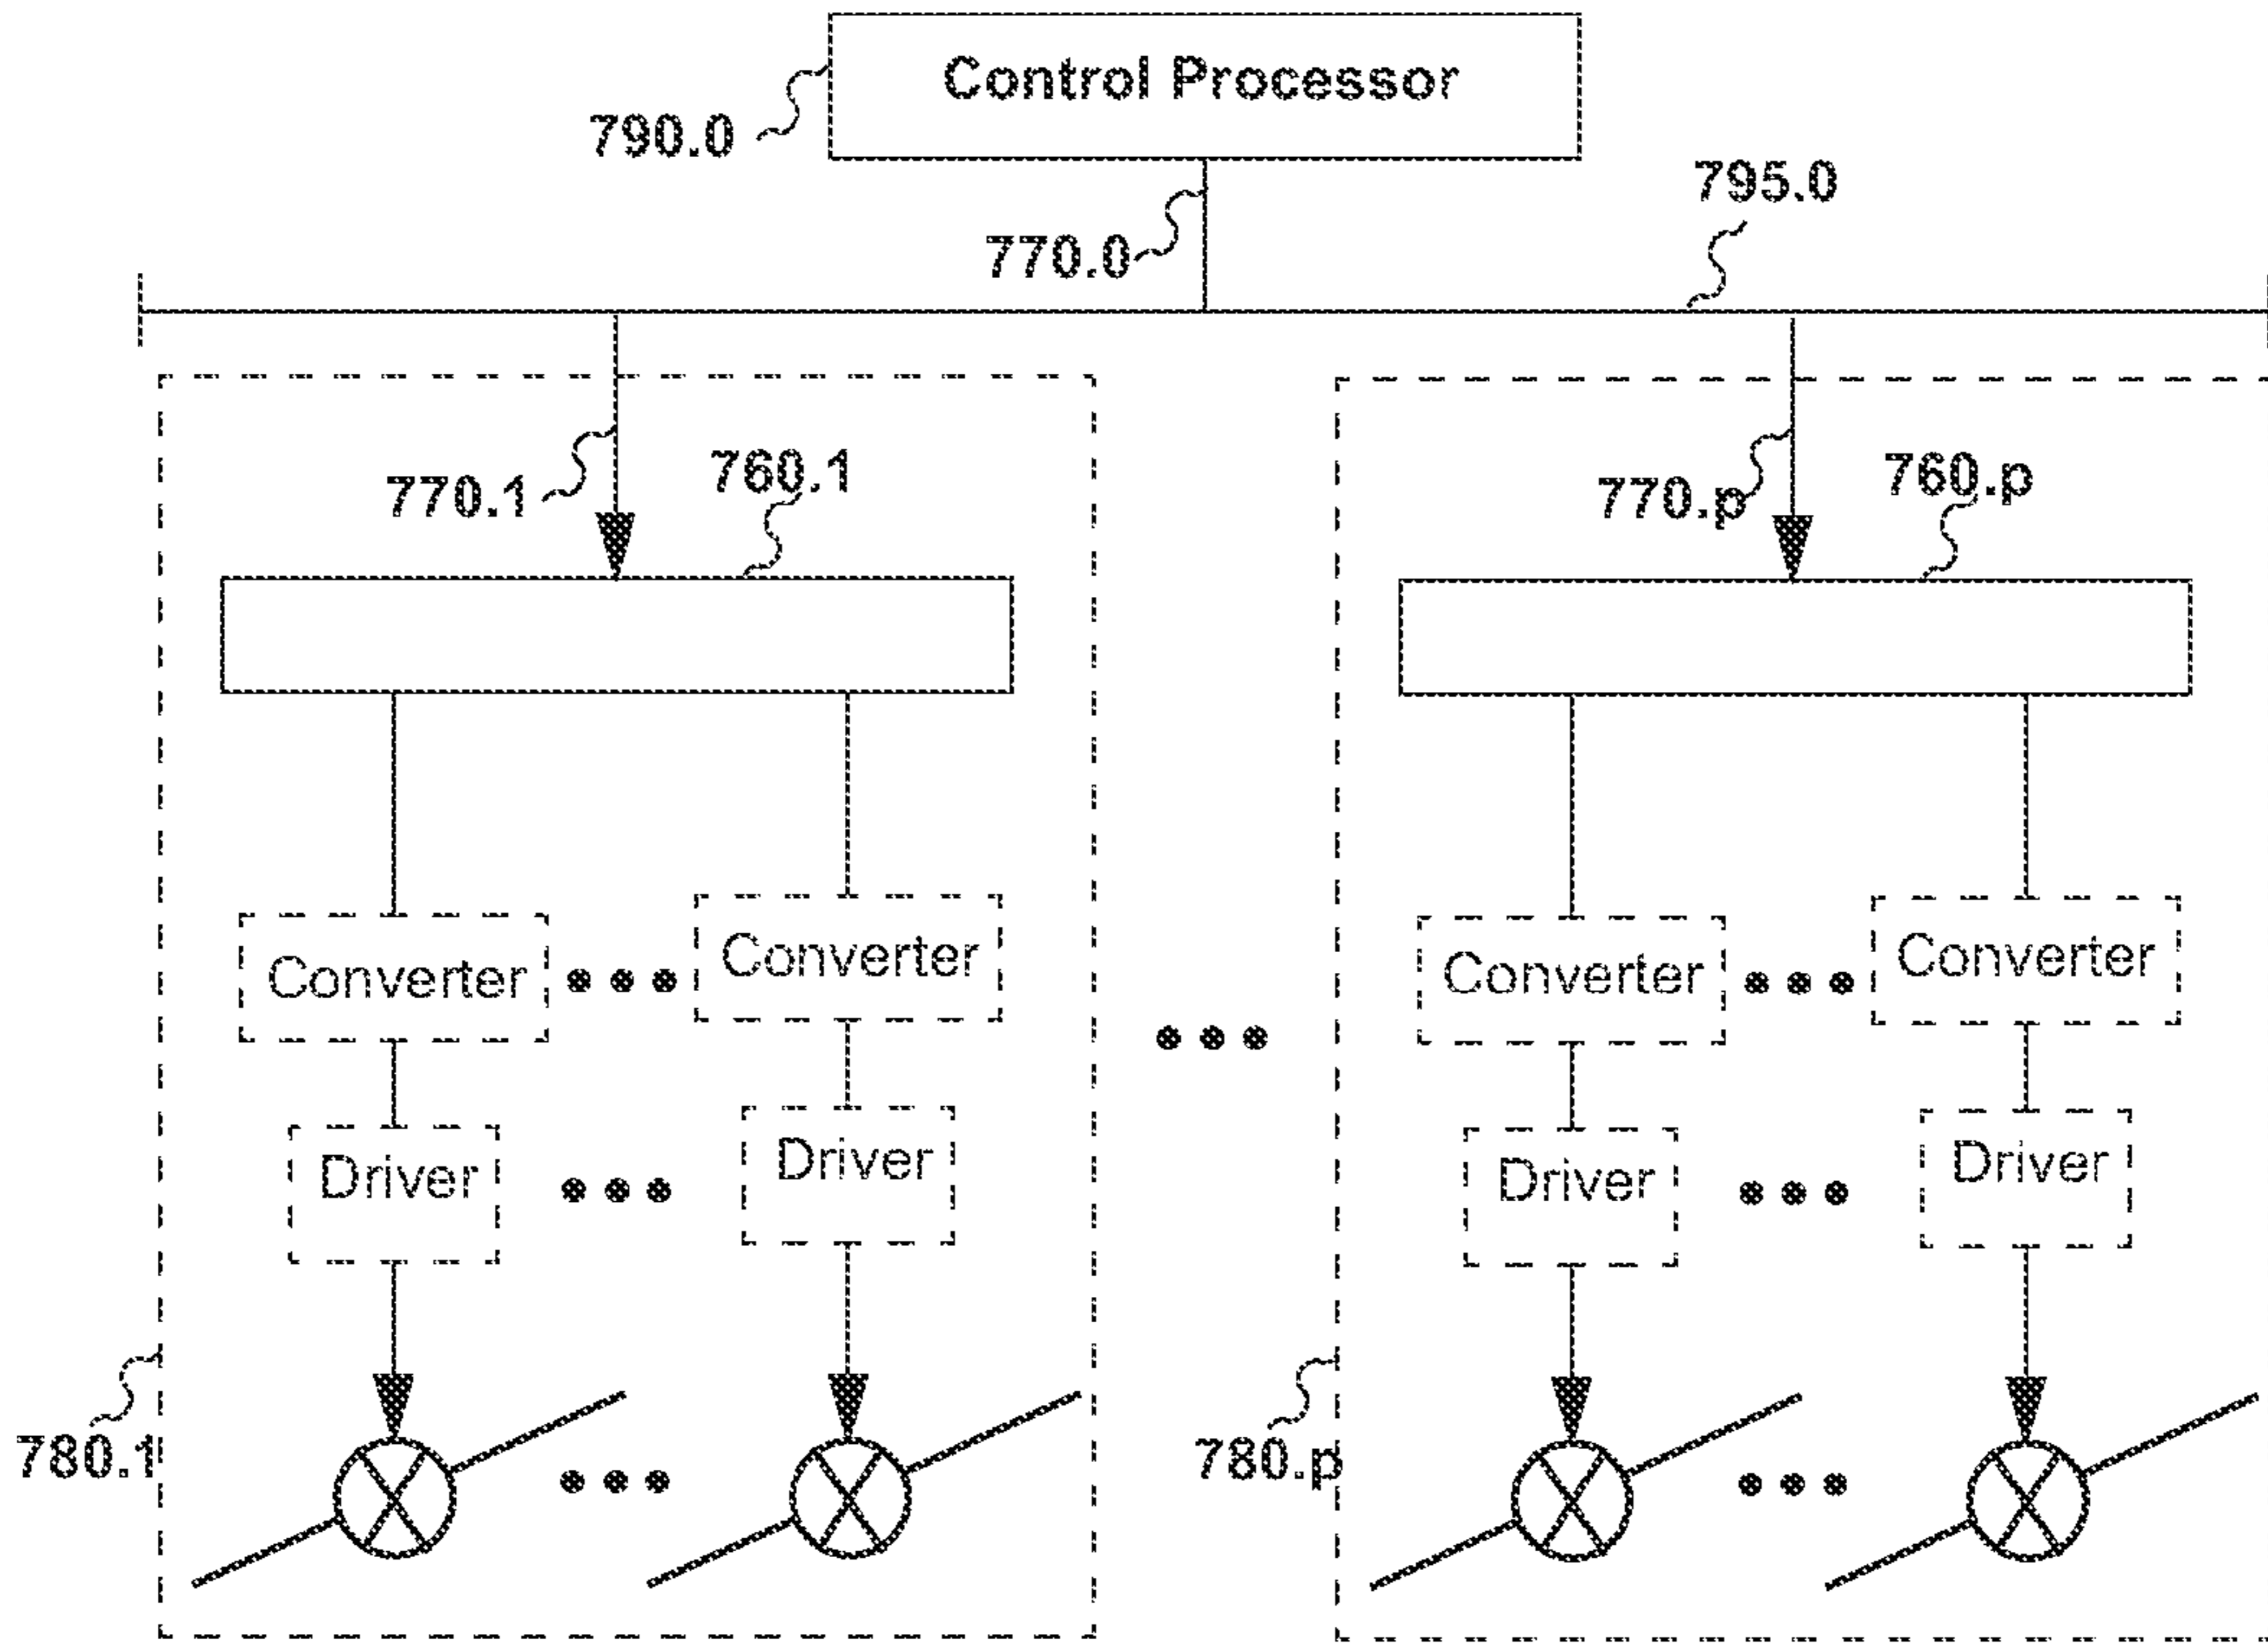 Control Processor
790.0
795.0
770.0
760.1
760.p
770.1
770.p
Converter
Converter
Converter
Converter
Driver
Driver
Driver
Driver
780.1
780.p